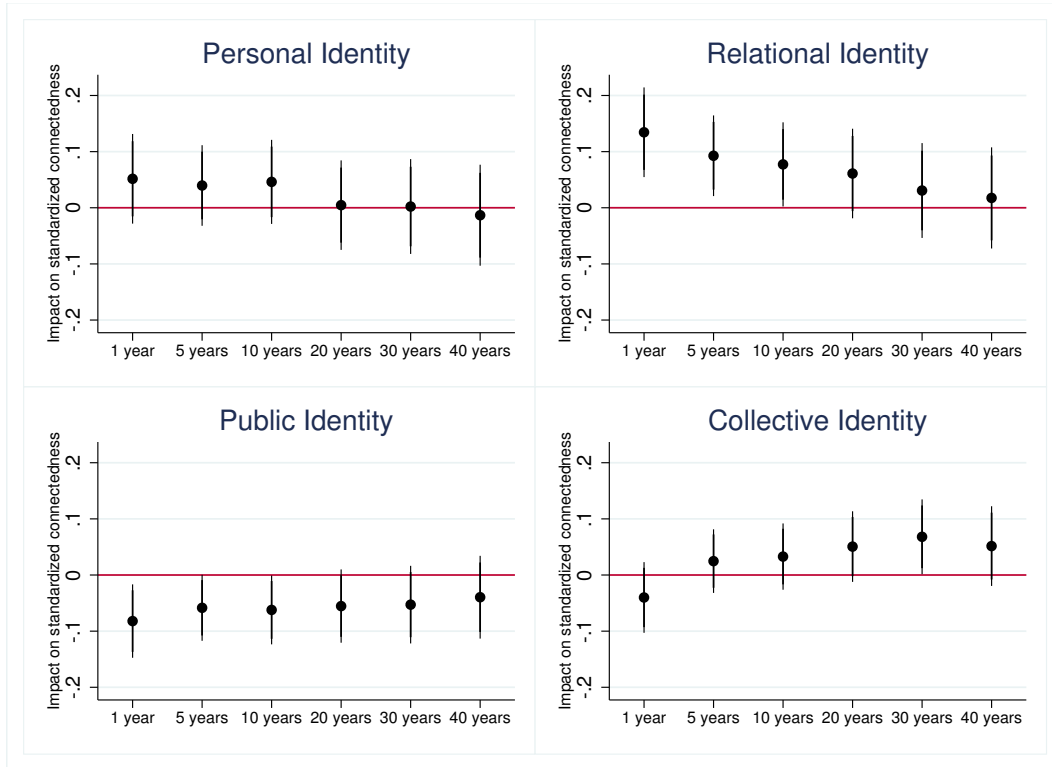 Personal Identity
Impact on standardized connectedness
.2
.1
0
-.1
-.2
1 year 5 years 10 years 20 years 30 years 40 years
Relational Identity
Impact on standardized connectedness
.2
.1
0
-.1
-.2
1 year 5 years 10 years 20 years 30 years 40 years
Public Identity
Impact on standardized connectedness
.2
.1
0
-.1
-.2
1 year 5 years 10 years 20 years 30 years 40 years
Collective Identity
Impact on standardized connectedness
.2
.1
0
-.1
-.2
1 year 5 years 10 years 20 years 30 years 40 years